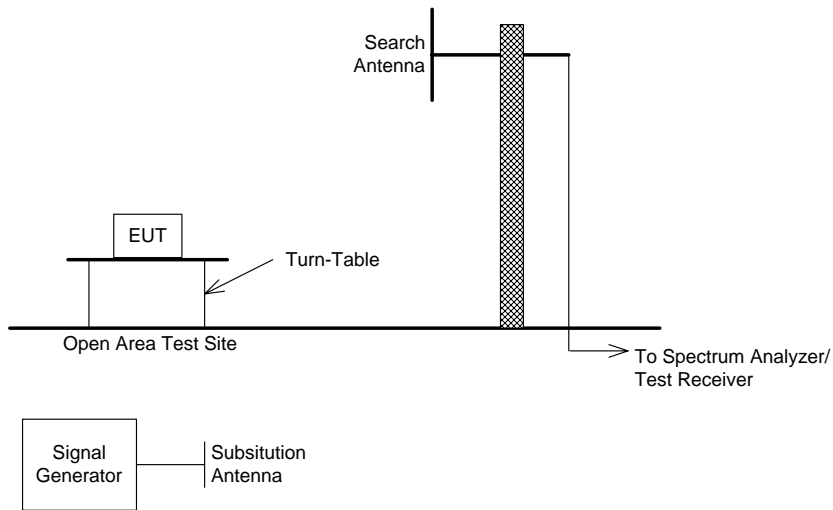 Search
Antenna
EUT
Turn-Table
Open Area Test Site
To Spectrum Analyzer/
Test Receiver
Signal
Generator
Subsitution
Antenna